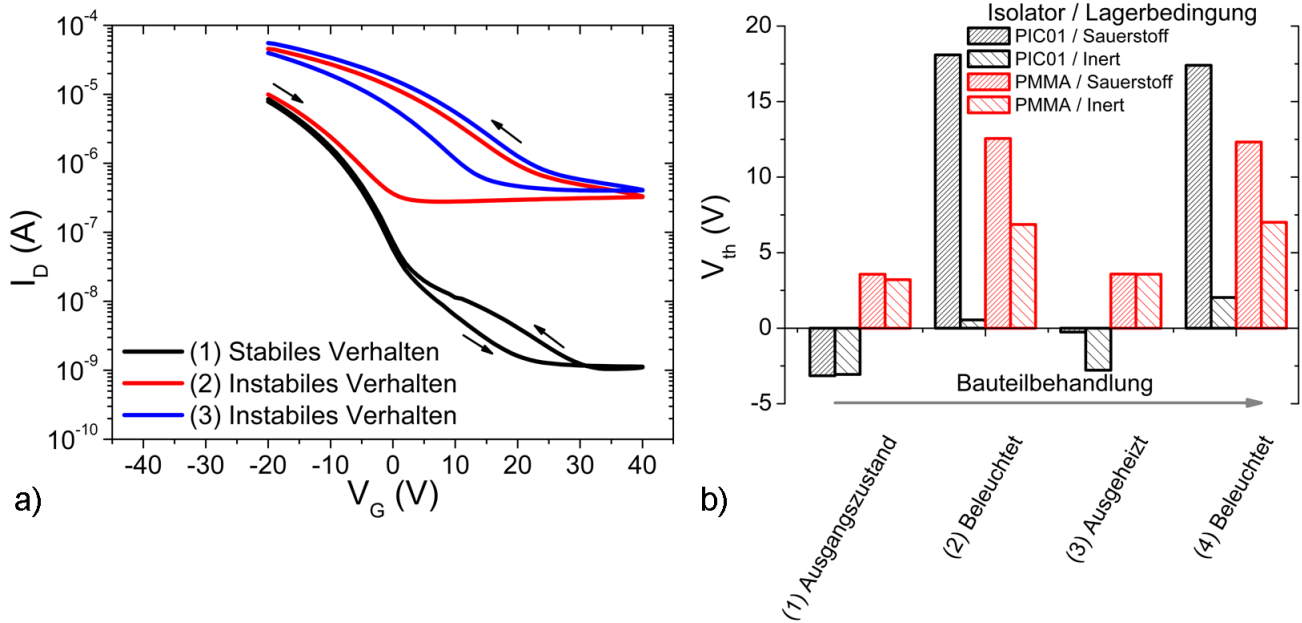 a)
10-4
10-5
10-6
10-7
10-8
10-9
10-10
ID (A)
(1) Stabiles Verhalten
(2) Instabiles Verhalten
(3) Instabiles Verhalten
-40 -30 -20 -10 0 10 20 30 40
VG (V)
b)
20
15
10
5
0
-5
Vth (V)
Isolator / Lagerbedingung
PIC01 / Sauerstoff
PIC01 / Inert
PMMA / Sauerstoff
PMMA / Inert
Bauteilbehandlung
(1) Ausgangszustand
(2) Beleuchtet
(3) Ausgeheizt
(4) Beleuchtet